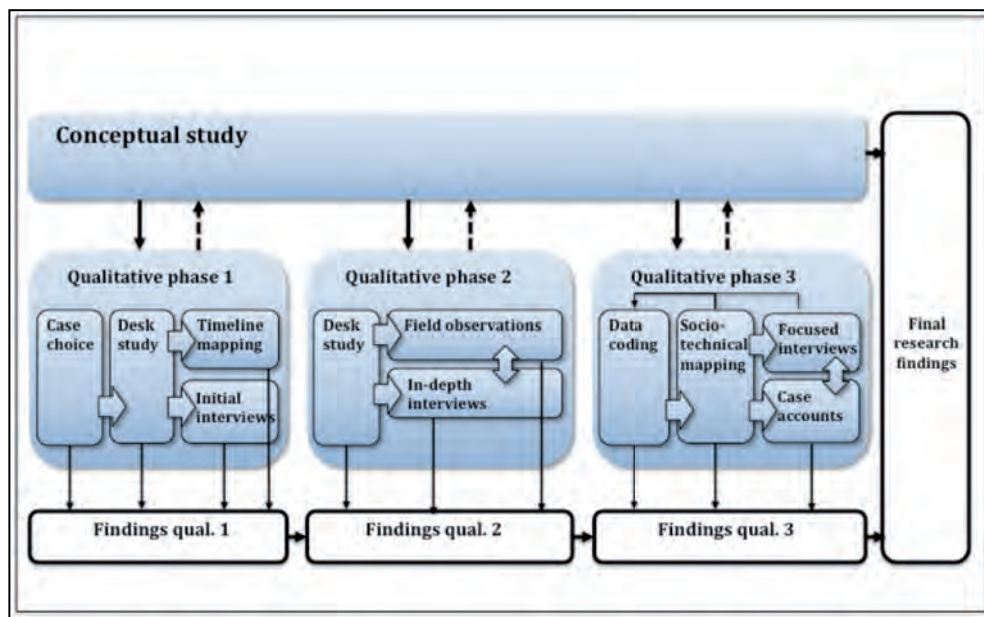 Conceptual study
Qualitative phase 1
Case
choice
Desk
study
Timeline
mapping
Initial
interviews
Qualitative phase 2
Desk
study
Field observations
In-depth
interviews
Qualitative phase 3
Data
coding
Socio-
technical
mapping
Focused
interviews
Case
accounts
Final
research
findings
Findings qual. 1
Findings qual. 2
Findings qual. 3